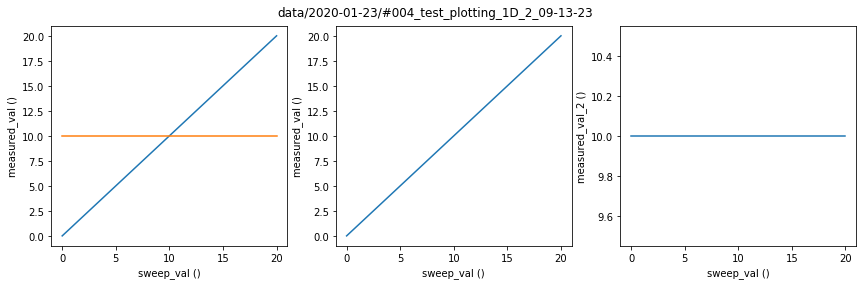 data/2020-01-23/#004_test_plotting_1D_2_09-13-23
measured_val ()
20.0
17.5
15.0
12.5
10.0
7.5
5.0
2.5
0.0
0 5 10 15 20
sweep_val ()
measured_val ()
20.0
17.5
15.0
12.5
10.0
7.5
5.0
2.5
0.0
0 5 10 15 20
sweep_val ()
measured_val_2 ()
10.4
10.2
10.0
9.8
9.6
0 5 10 15 20
sweep_val ()